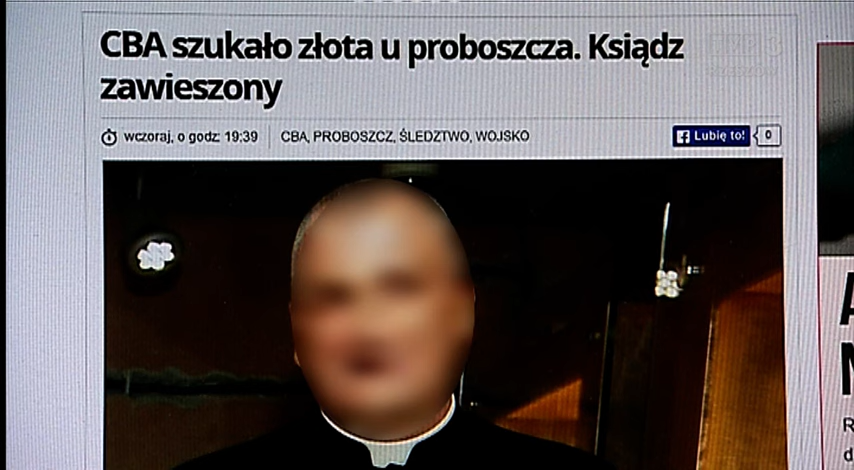 CBA szukało złota u proboszcza. Ksiądz
zawieszony
wczoraj, o godz: 19:39
CBA, PROBOSZCZ, ŚLEDZTWO, WOJSKO
Lubię to!
0